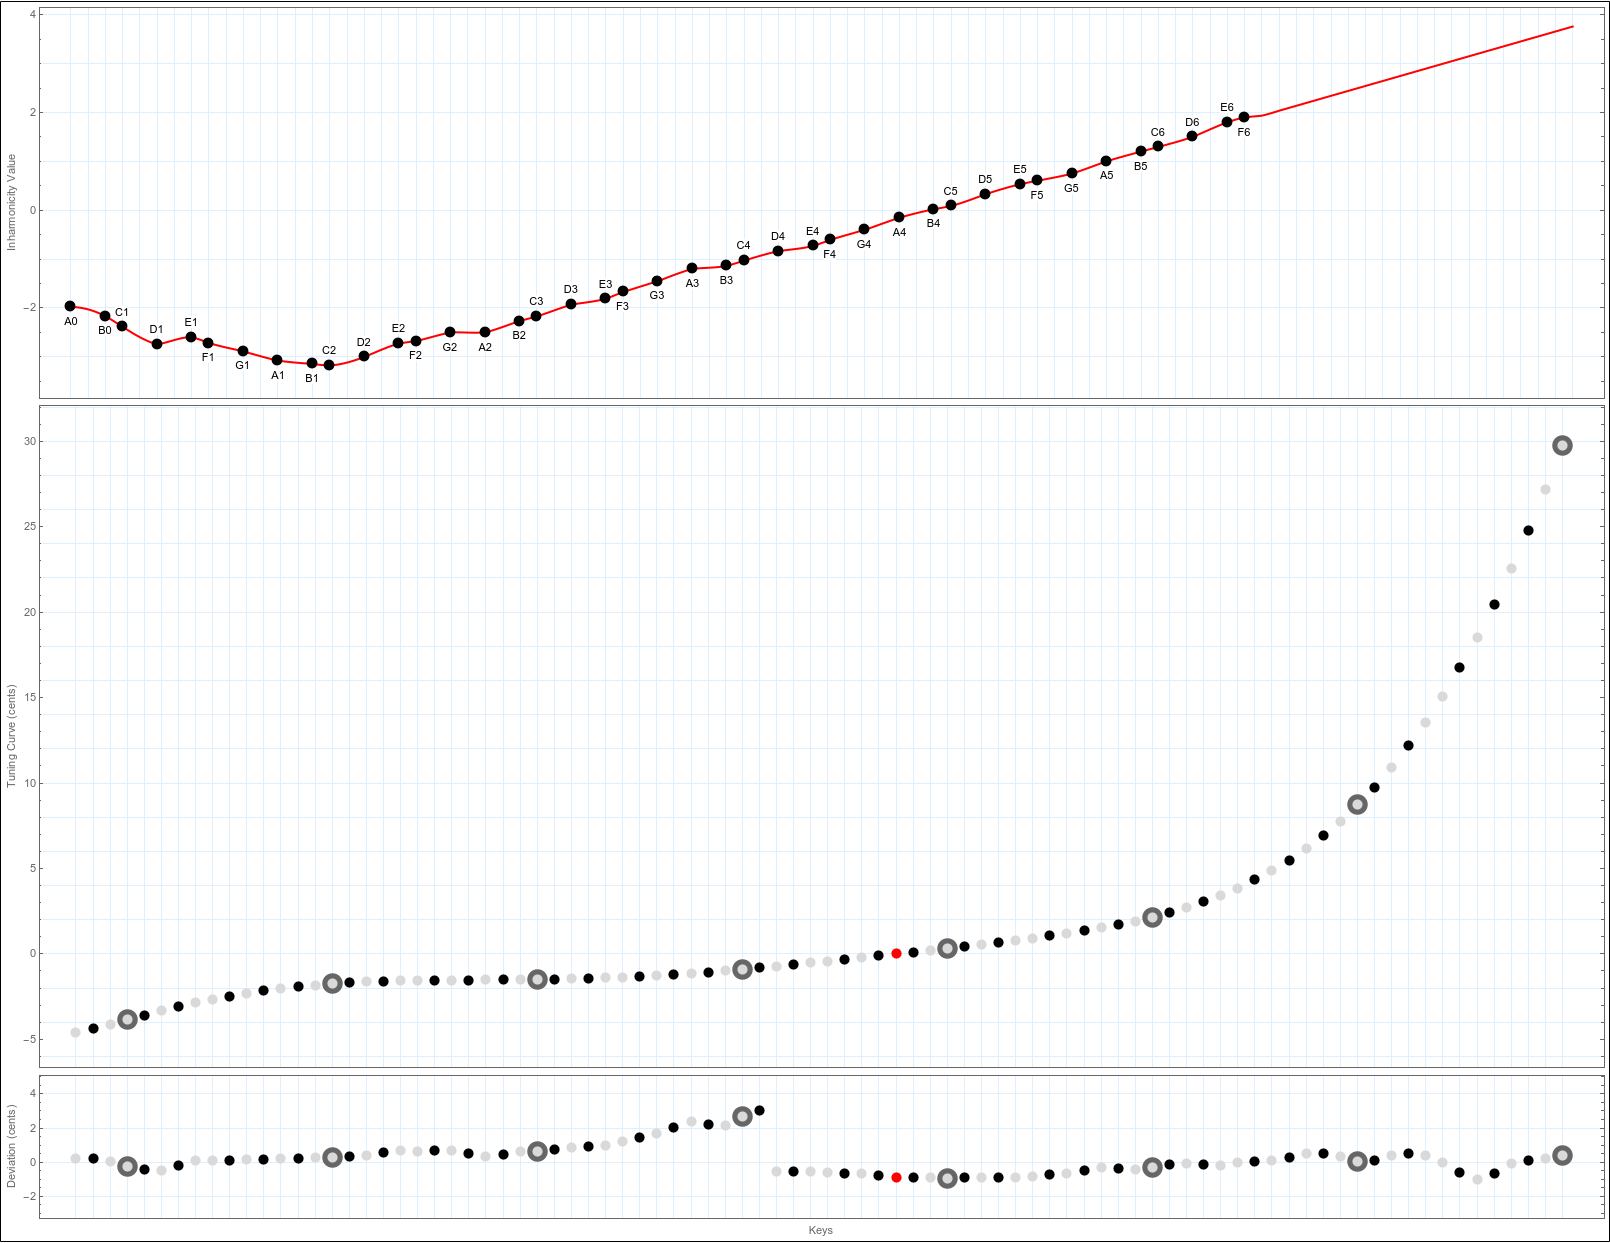 4
2
0
−2
Inharmonicity Value
A0
B0
C1
D1
E1
F1
G1
A1
B1
C2
D2
E2
F2
G2
A2
B2
C3
D3
E3
F3
G3
A3
B3
C4
D4
E4
F4
G4
A4
B4
C5
D5
E5
F5
G5
A5
B5
C6
D6
E6
F6
30
25
20
15
10
5
0
−5
Tuning Curve (cents)
4
2
0
−2
Deviation (cents)
Keys